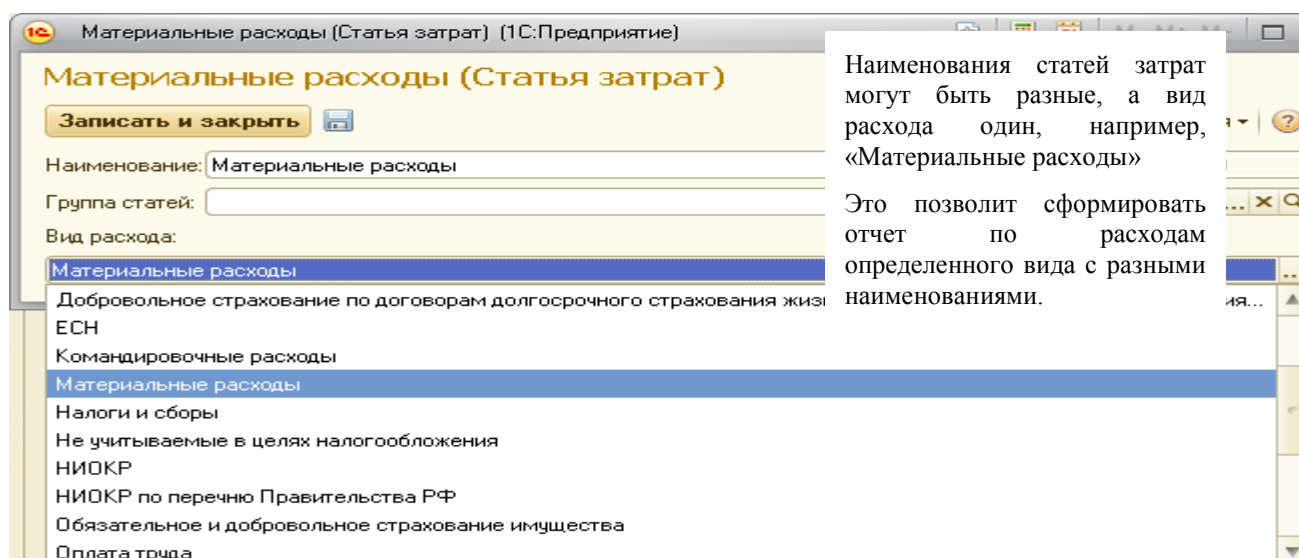 Материальные расходы (Статья затрат) (1С:Предприятие)
Материальные расходы (Статья затрат)
Записать и закрыть
Наименование: Материальные расходы
Группа статей:
Вид расхода:
Материальные расходы
Добровольное страхование по договорам долгосрочного страхования
ЕСН
Командировочные расходы
Материальные расходы
Налоги и сборы
Не учитываемые в целях налогообложения
НИОКР
НИОКР по перечню Правительства РФ
Обязательное и добровольное страхование имущества
Оплата труда
Наименования статей затрат
могут быть разные, а вид
расхода один, например,
«Материальные расходы»
Это позволит сформировать
отчет по расходам
определенного вида с разными
наименованиями.